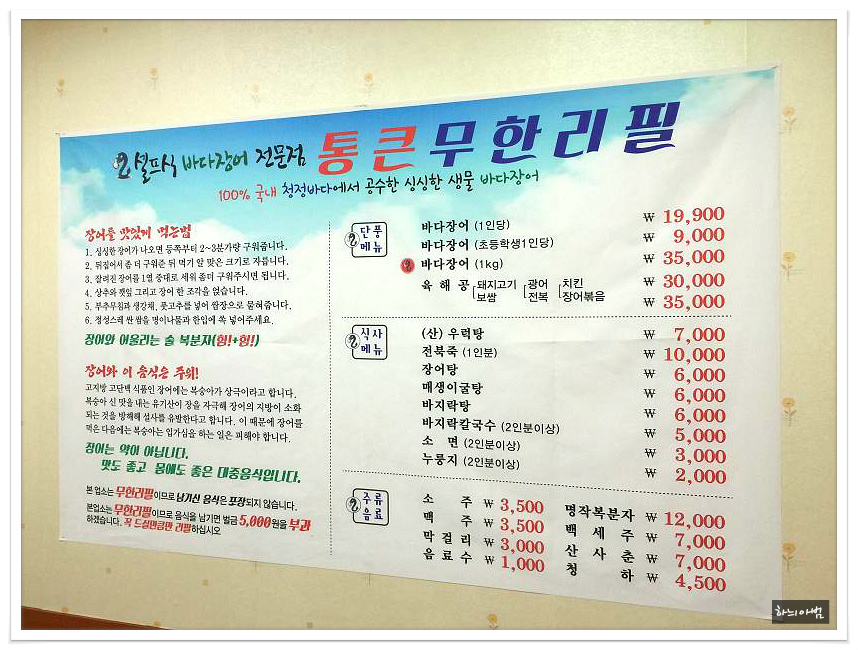 셀프식 바다장어 전문점 통큰무한리필
100% 국내 청정바다에서 공수한 싱싱한 생물 바다장어
장어를 맛있게 먹는법
1. 싱싱한 장어가 나오면 등쪽부터 2~3분가량 구워줍니다.
2. 뒤집어서 좀 더 구워준 뒤 먹기 알 맞은 크기로 자릅니다.
3. 잘려진 장어를 1열 종대로 세워 좀더 구워주시면 됩니다.
4. 상추와 깻잎 그리고 장어 한 조각을 얹습니다.
5. 부추무침과 생강채, 풋고추를 넣어 쌈장으로 물혀줍니다.
6. 정성스레 싼 쌈을 명이나물과 한입에 쏙 넣어주세요.
장어와 어울리는 술 복분자(힘!+힘!)
장어와 이 음식은 주위!
고지방 고단백 식품인 장어에는 복숭아가 상극이라고 합니다.
복숭아 신 맛을 내는 유기산이 장을 자극해 장어의 지방이 소화
되는 것을 방해해 설사를 유발한다고 합니다. 이 때문에 장어를
먹은 다음에는 복숭아는 입가심을 하는 일은 피해야 합니다.
장어는 약이 아닙니다.
맛도 좋고 몸에도 좋은 대중음식입니다.
본 업소는 무한리필이므로 남기신 음식은 포장되지 않습니다.
본업소는 무한리필이므로 음식을 남기면 벌금 5,000원을 부과
하겠습니다. 꼭 드실만큼만 리필하십시오
단풍
메뉴
바다장어 (1인당) ₩ 19,900
바다장어 (초등학생1인당) ₩ 9,000
바다장어 (1kg) ₩ 35,000
육 해 공 돼지고기 보쌈 광어 전복 치킨 장어볶음 ₩ 30,000
₩ 35,000
식사
메뉴
(산) 우럭탕 ₩ 7,000
전복죽 (1인분) ₩ 10,000
장어탕 ₩ 6,000
매생이굴탕 ₩ 6,000
바지락탕 ₩ 6,000
바지락칼국수 (2인분이상) ₩ 5,000
소 면 (2인분이상) ₩ 3,000
누룽지 (2인분이상) ₩ 2,000
주류
음료
소 주 ₩ 3,500 명작복분자 ₩ 12,000
맥 주 ₩ 3,500 백 세 주 ₩ 7,000
막 걸 리 ₩ 3,000 산 사 춘 ₩ 7,000
음 료 수 ₩ 1,000 청 하 ₩ 4,500
하늬아범